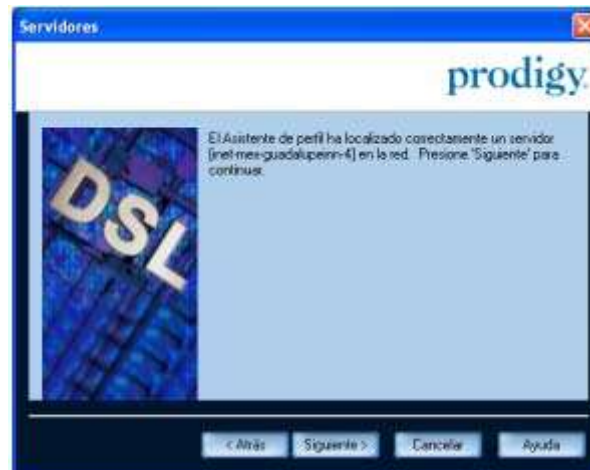 Servidores
prodigy
DSL
El Asistente de perfil ha localizado correctamente un servidor
[inet-mex-guadalupeinn-4] en la red. Presione 'Siguiente' para
continuar.
< Atrás
Siguiente >
Cancelar
Ayuda